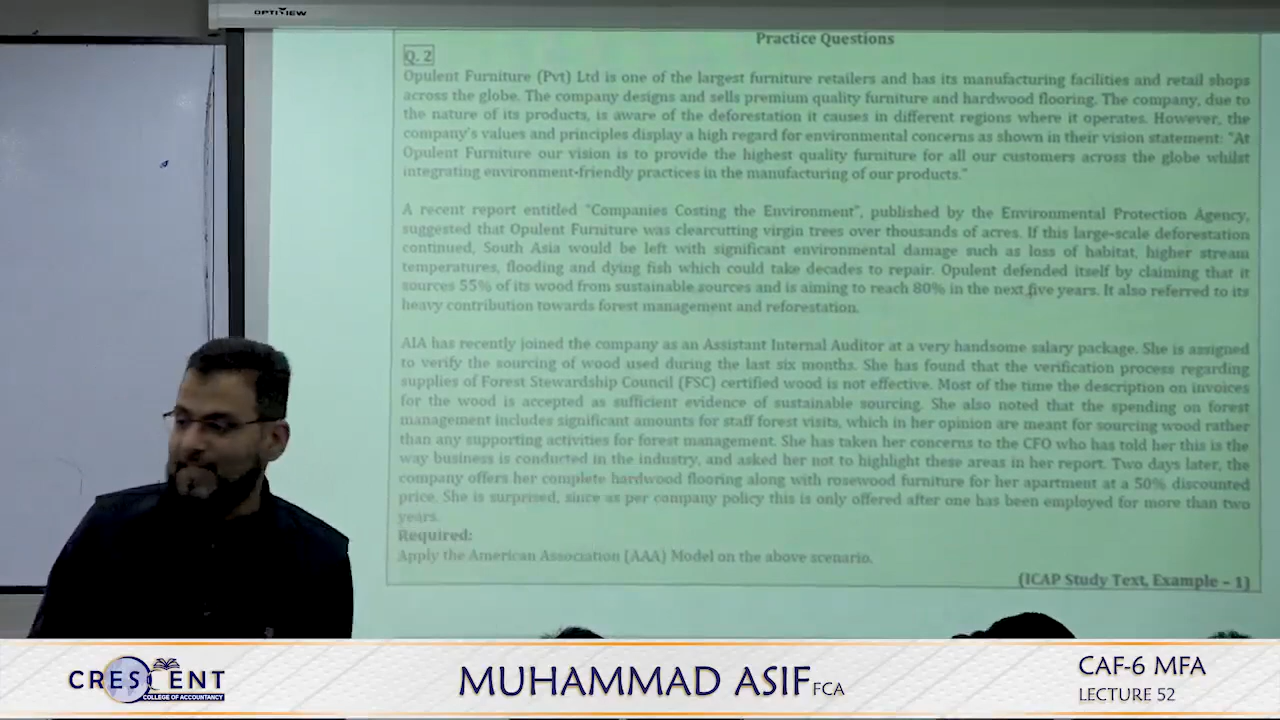 OPTIVIEW
Practice Questions
Q. 2
Opulent Furniture (Pvt) Ltd is one of the largest furniture retailers and has its manufacturing facilities and retail shops
across the globe. The company designs and sells premium quality furniture and hardwood flooring. The company, due to
the nature of its products, is aware of the deforestation it causes in different regions where it operates. However, the
company's values and principles display a high regard for environmental concerns as shown in their vision statement: "At
Opulent Furniture our vision is to provide the highest quality furniture for all our customers across the globe whilst
integrating environment-friendly practices in the manufacturing of our products."
A recent report entitled "Companies Costing the Environment", published by the Environmental Protection Agency,
suggested that Opulent Furniture was clearcutting virgin trees over thousands of acres. If this large-scale deforestation
continued, South Asia would be left with significant environmental damage such as loss of habitat, higher stream
temperatures, flooding and dying fish which could take decades to repair. Opulent defended itself by claiming that it
sources 55% of its wood from sustainable sources and is aiming to reach 80% in the next five years. It also referred to its
heavy contribution towards forest management and reforestation.
AIA has recently joined the company as an Assistant Internal Auditor at a very handsome salary package. She is assigned
to verify the sourcing of wood used during the last six months. She has found that the verification process regarding
supplies of Forest Stewardship Council (FSC) certified wood is not effective. Most of the time the description on invoices
for the wood is accepted as sufficient evidence of sustainable sourcing. She also noted that the spending on forest
management includes significant amounts for staff forest visits, which in her opinion are meant for sourcing wood rather
than any supporting activities for forest management. She has taken her concerns to the CFO who has told her this is the
way business is conducted in the industry, and asked her not to highlight these areas in her report. Two days later, the
company offers her complete hardwood flooring along with rosewood furniture for her apartment at a 50% discounted
price. She is surprised, since as per company policy this is only offered after one has been employed for more than two
years.
Required:
Apply the American Association (AAA) Model on the above scenario.
(ICAP Study Text, Example – 1)
CRESCENT
COLLEGE OF ACCOUNTANCY
MUHAMMAD ASIF FCA
CAF-6 MFA
LECTURE 52